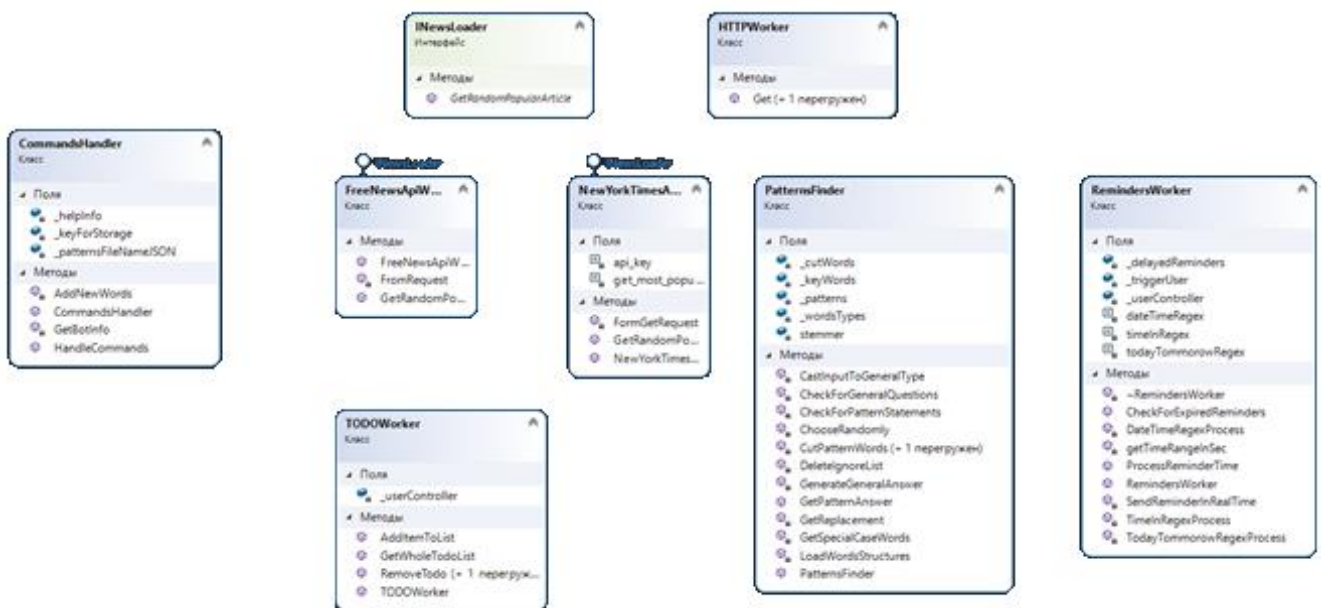 INewsLoader
Интерфейс
Методы
GetRandomPopularArticle
HTTPWorker
Класс
Методы
Get (+ 1 перегружен)
CommandsHandler
Класс
Поля
_helpInfo
_keyForStorage
_patternsFileNameJSON
Методы
AddNewWords
CommandsHandler
GetBotInfo
HandleCommands
INewsLoader
FreeNewsApiW...
Класс
Методы
FreeNewsApiW...
FromRequest
GetRandomPo...
INewsLoader
NewYorkTimesA...
Класс
Поля
api_key
get_most_popu...
Методы
FormGetRequest
GetRandomPo...
NewYorkTimes...
PatternsFinder
Класс
Поля
_cutWords
_keyWords
_patterns
_wordsTypes
stemmer
Методы
CastInputToGeneralType
CheckForGeneralQuestions
CheckForPatternStatements
ChooseRandomly
CutPatternWords (+ 1 перегружен)
DeleteIgnoreList
GenerateGeneralAnswer
GetPatternAnswer
GetReplacement
GetSpecialCaseWords
LoadWordsStructures
PatternsFinder
RemindersWorker
Класс
Поля
_delayedReminders
_triggerUser
_userController
dateTimeRegex
timeInRegex
todayTommorowRegex
Методы
~RemindersWorker
CheckForExpiredReminders
DateTimeRegexProcess
getTimeRangeInSec
ProcessReminderTime
RemindersWorker
SendReminderInRealTime
TimeInRegexProcess
TodayTommorowRegexProcess
TODOWorker
Класс
Поля
_userController
Методы
AddItemToList
GetWholeTodoList
RemoveTodo (+ 1 перегруж...
TODOWorker